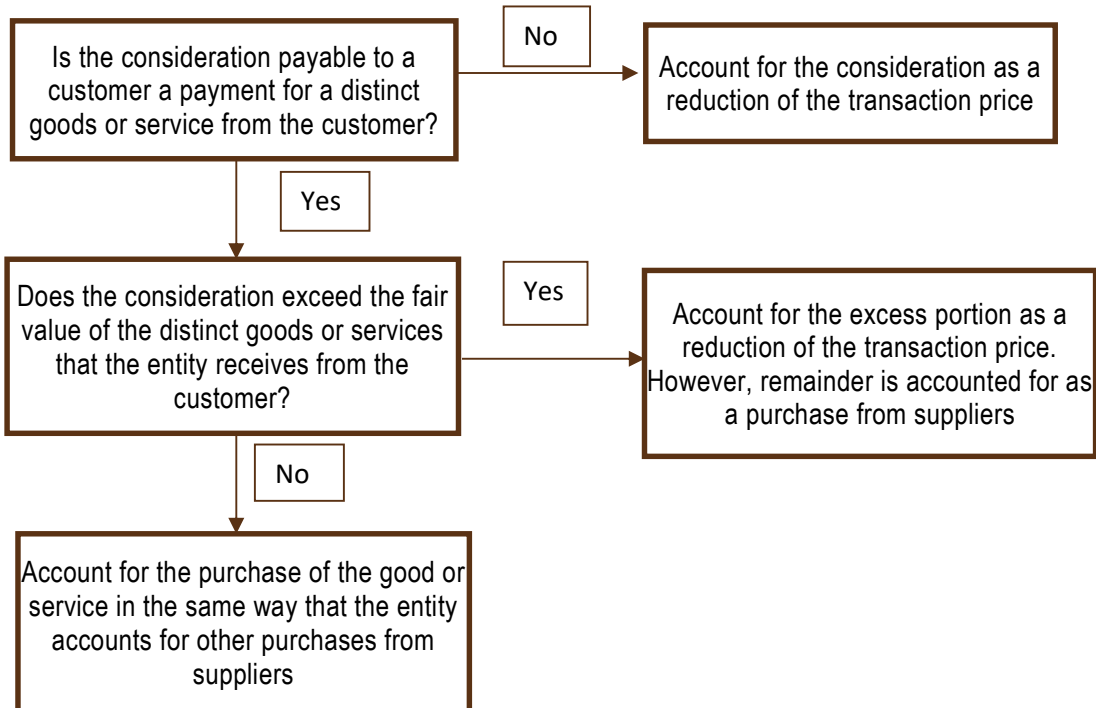 Is the consideration payable to a
customer a payment for a distinct
goods or service from the customer?
No
Account for the consideration as a
reduction of the transaction price
Yes
Does the consideration exceed the fair
value of the distinct goods or services
that the entity receives from the
customer?
Yes
Account for the excess portion as a
reduction of the transaction price.
However, remainder is accounted for as
a purchase from suppliers
No
Account for the purchase of the good or
service in the same way that the entity
accounts for other purchases from
suppliers